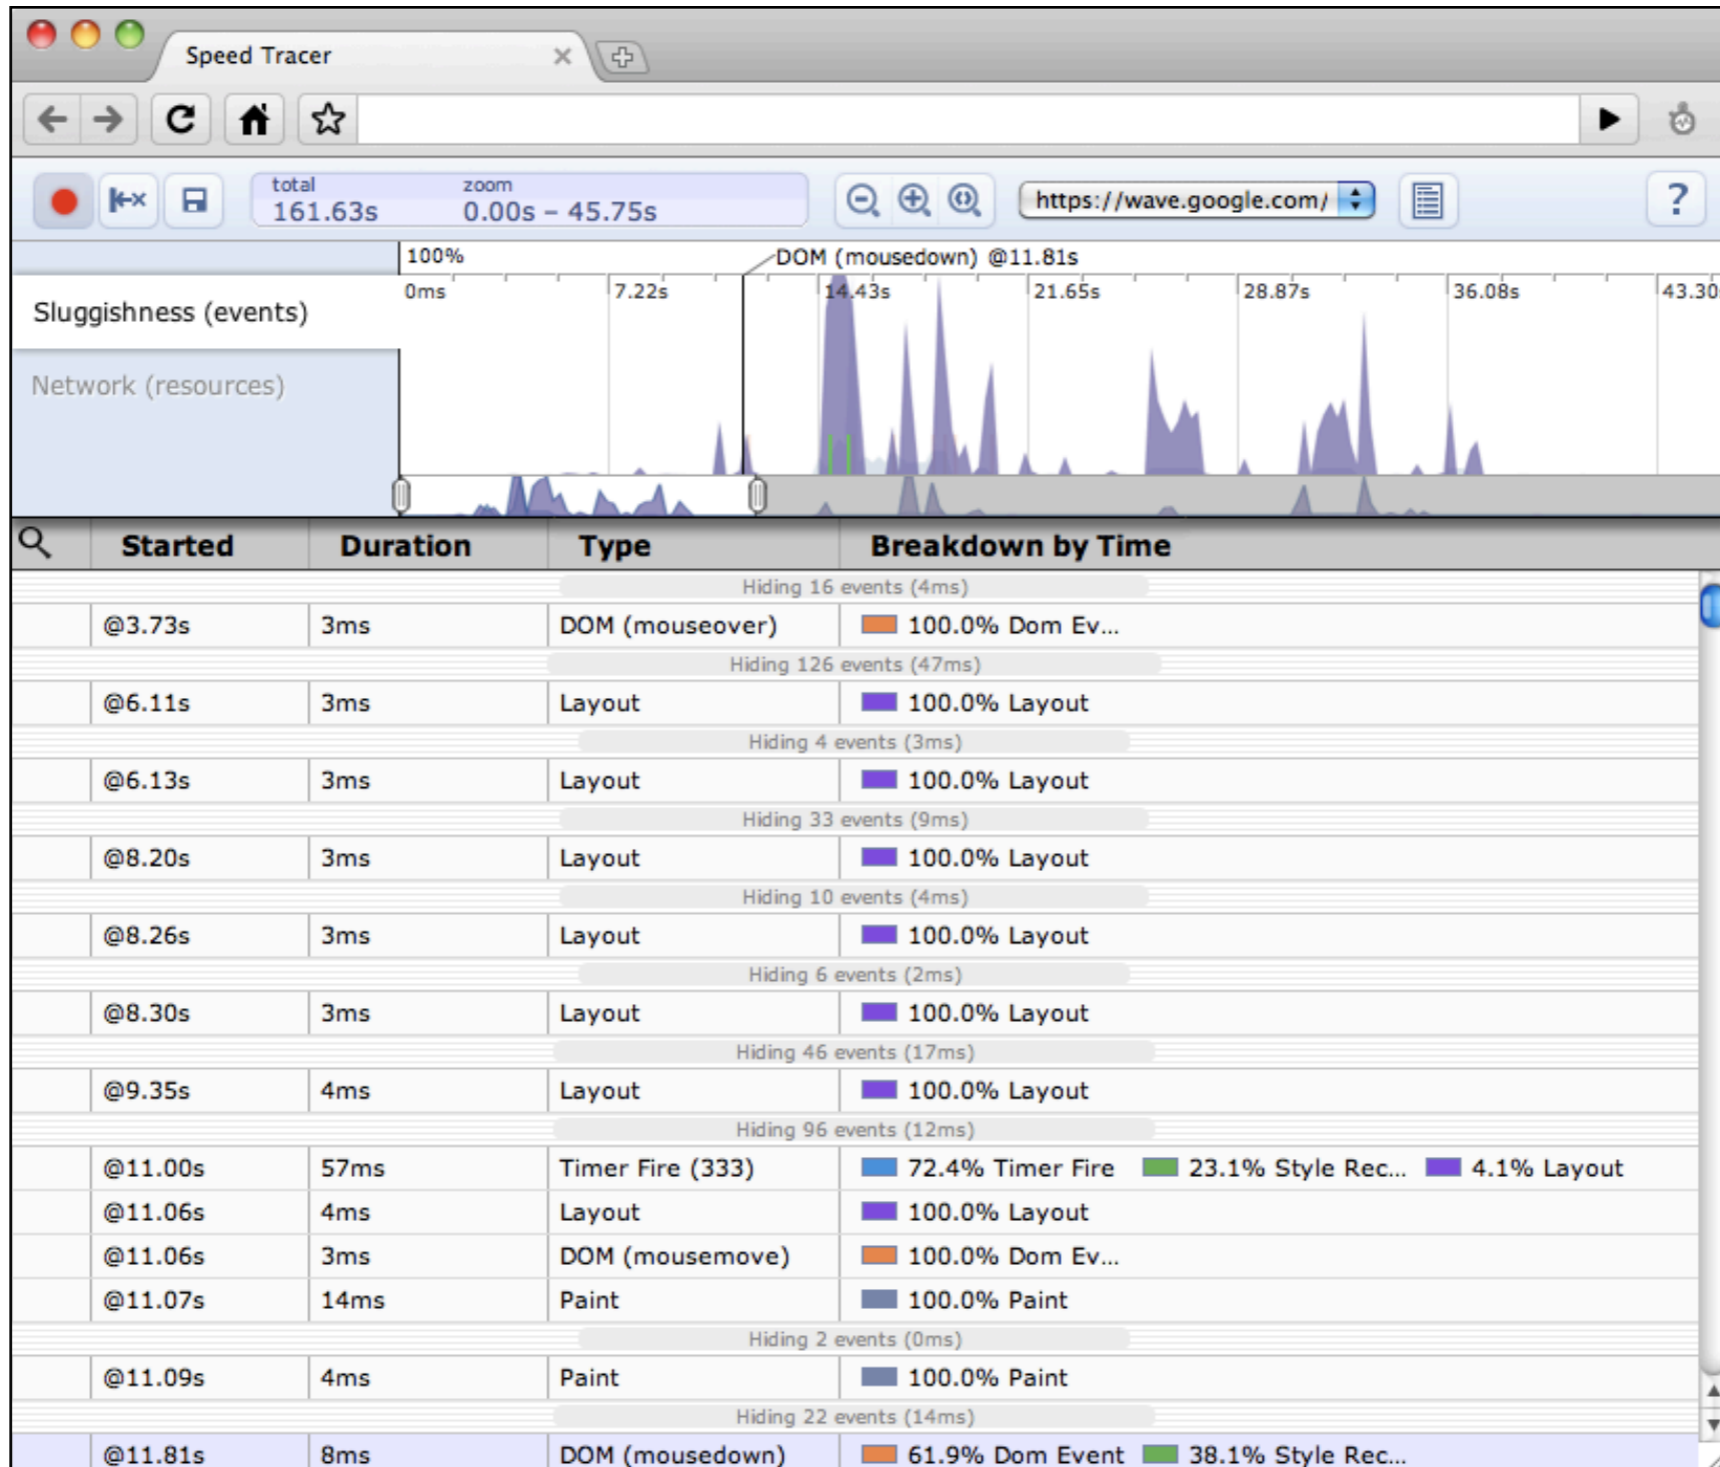 Speed Tracer
total zoom
161.63s 0.00s – 45.75s https://wave.google.com/ ?
100% DOM (mousedown) @11.81s
0ms 7.22s 14.43s 21.65s 28.87s 36.08s 43.30
Sluggishness (events)
Network (resources)
Started Duration Type Breakdown by Time
Hiding 16 events (4ms)
@3.73s 3ms DOM (mouseover) 100.0% Dom Ev...
Hiding 126 events (47ms)
@6.11s 3ms Layout 100.0% Layout
Hiding 4 events (3ms)
@6.13s 3ms Layout 100.0% Layout
Hiding 33 events (9ms)
@8.20s 3ms Layout 100.0% Layout
Hiding 10 events (4ms)
@8.26s 3ms Layout 100.0% Layout
Hiding 6 events (2ms)
@8.30s 3ms Layout 100.0% Layout
Hiding 46 events (17ms)
@9.35s 4ms Layout 100.0% Layout
Hiding 96 events (12ms)
@11.00s 57ms Timer Fire (333) 72.4% Timer Fire 23.1% Style Rec... 4.1% Layout
@11.06s 4ms Layout 100.0% Layout
@11.06s 3ms DOM (mousemove) 100.0% Dom Ev...
@11.07s 14ms Paint 100.0% Paint
Hiding 2 events (0ms)
@11.09s 4ms Paint 100.0% Paint
Hiding 22 events (14ms)
@11.81s 8ms DOM (mousedown) 61.9% Dom Event 38.1% Style Rec...